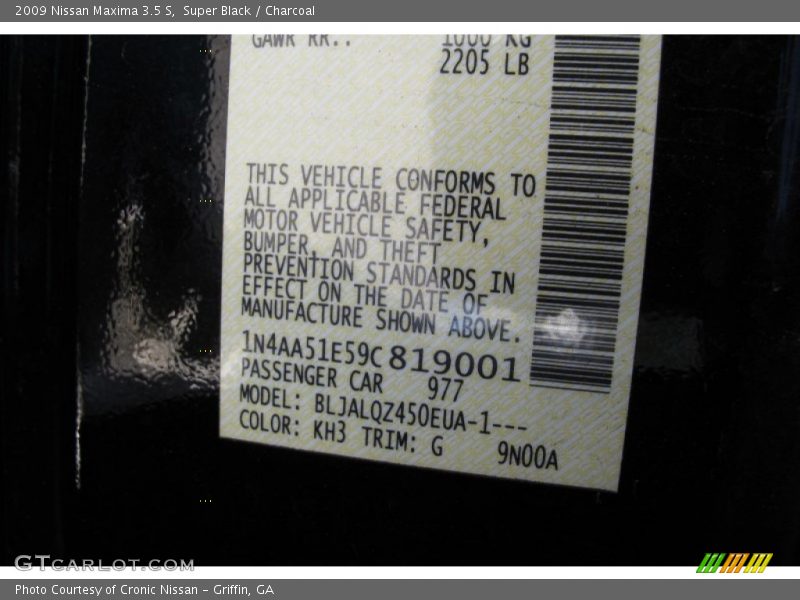 2009 Nissan Maxima 3.5 S, Super Black / Charcoal
GAWR RR.. 1000 KG
2205 LB
THIS VEHICLE CONFORMS TO
ALL APPLICABLE FEDERAL
MOTOR VEHICLE SAFETY,
BUMPER, AND THEFT
PREVENTION STANDARDS IN
EFFECT ON THE DATE OF
MANUFACTURE SHOWN ABOVE.
1N4AA51E59C819001
PASSENGER CAR 977
MODEL: BLJALQZ450EUA-1---
COLOR: KH3 TRIM: G 9N00A
GTCARLOT.COM
Photo Courtesy of Cronic Nissan - Griffin, GA